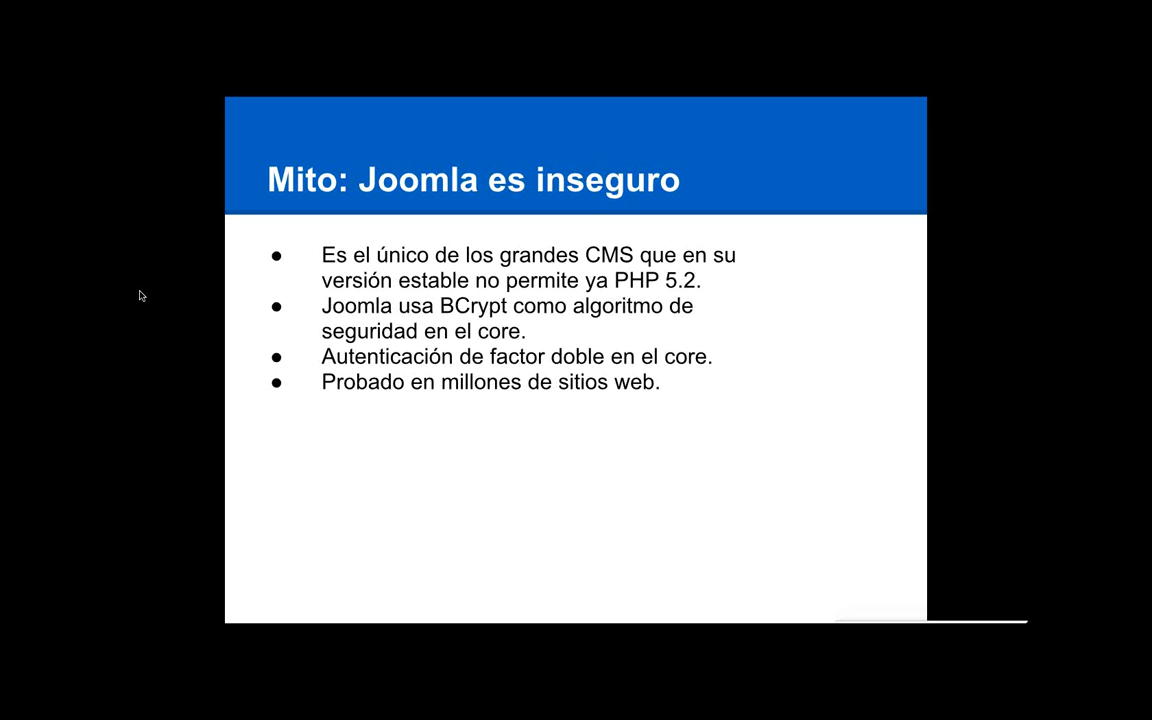 Mito: Joomla es inseguro
● Es el único de los grandes CMS que en su
versión estable no permite ya PHP 5.2.
● Joomla usa BCrypt como algoritmo de
seguridad en el core.
● Autenticación de factor doble en el core.
● Probado en millones de sitios web.